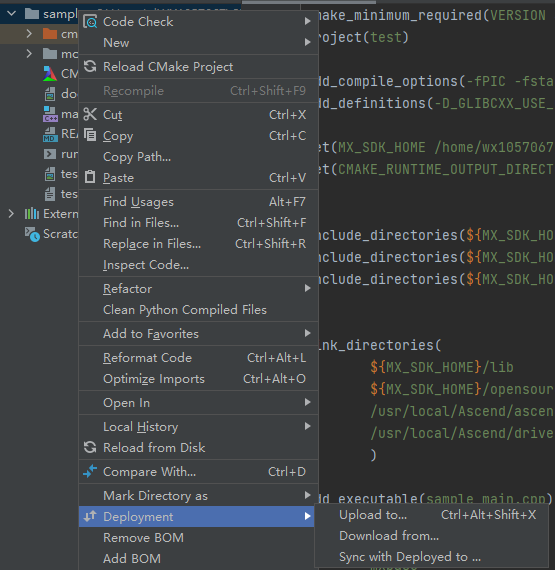 sampl
cm
mo
CM
do
ma
REA
run
tes
tes
Extern
Scratc
Code Check
New
Reload CMake Project
Recompile Ctrl+Shift+F9
Cut Ctrl+X
Copy Ctrl+C
Copy Path...
Paste Ctrl+V
Find Usages Alt+F7
Find in Files... Ctrl+Shift+F
Replace in Files... Ctrl+Shift+R
Inspect Code...
Refactor
Clean Python Compiled Files
Add to Favorites
Reformat Code Ctrl+Alt+L
Optimize Imports Ctrl+Alt+O
Open In
Local History
Reload from Disk
Compare With... Ctrl+D
Mark Directory as
Deployment
Remove BOM
Add BOM
Upload to... Ctrl+Alt+Shift+X
Download from...
Sync with Deployed to ...
make_minimum_required(VERSION
roject(test)
dd_compile_options(-fPIC -fsta
dd_definitions(-D_GLIBCXX_USE_
et(MX_SDK_HOME /home/wx1057067
et(CMAKE_RUNTIME_OUTPUT_DIRECT
nclude_directories(${MX_SDK_HO
nclude_directories(${MX_SDK_HO
nclude_directories(${MX_SDK_HO
ink_directories(
${MX_SDK_HOME}/lib
${MX_SDK_HOME}/opensour
/usr/local/Ascend/ascen
/usr/local/Ascend/drive
)
dd_executable(sample main.cpp)